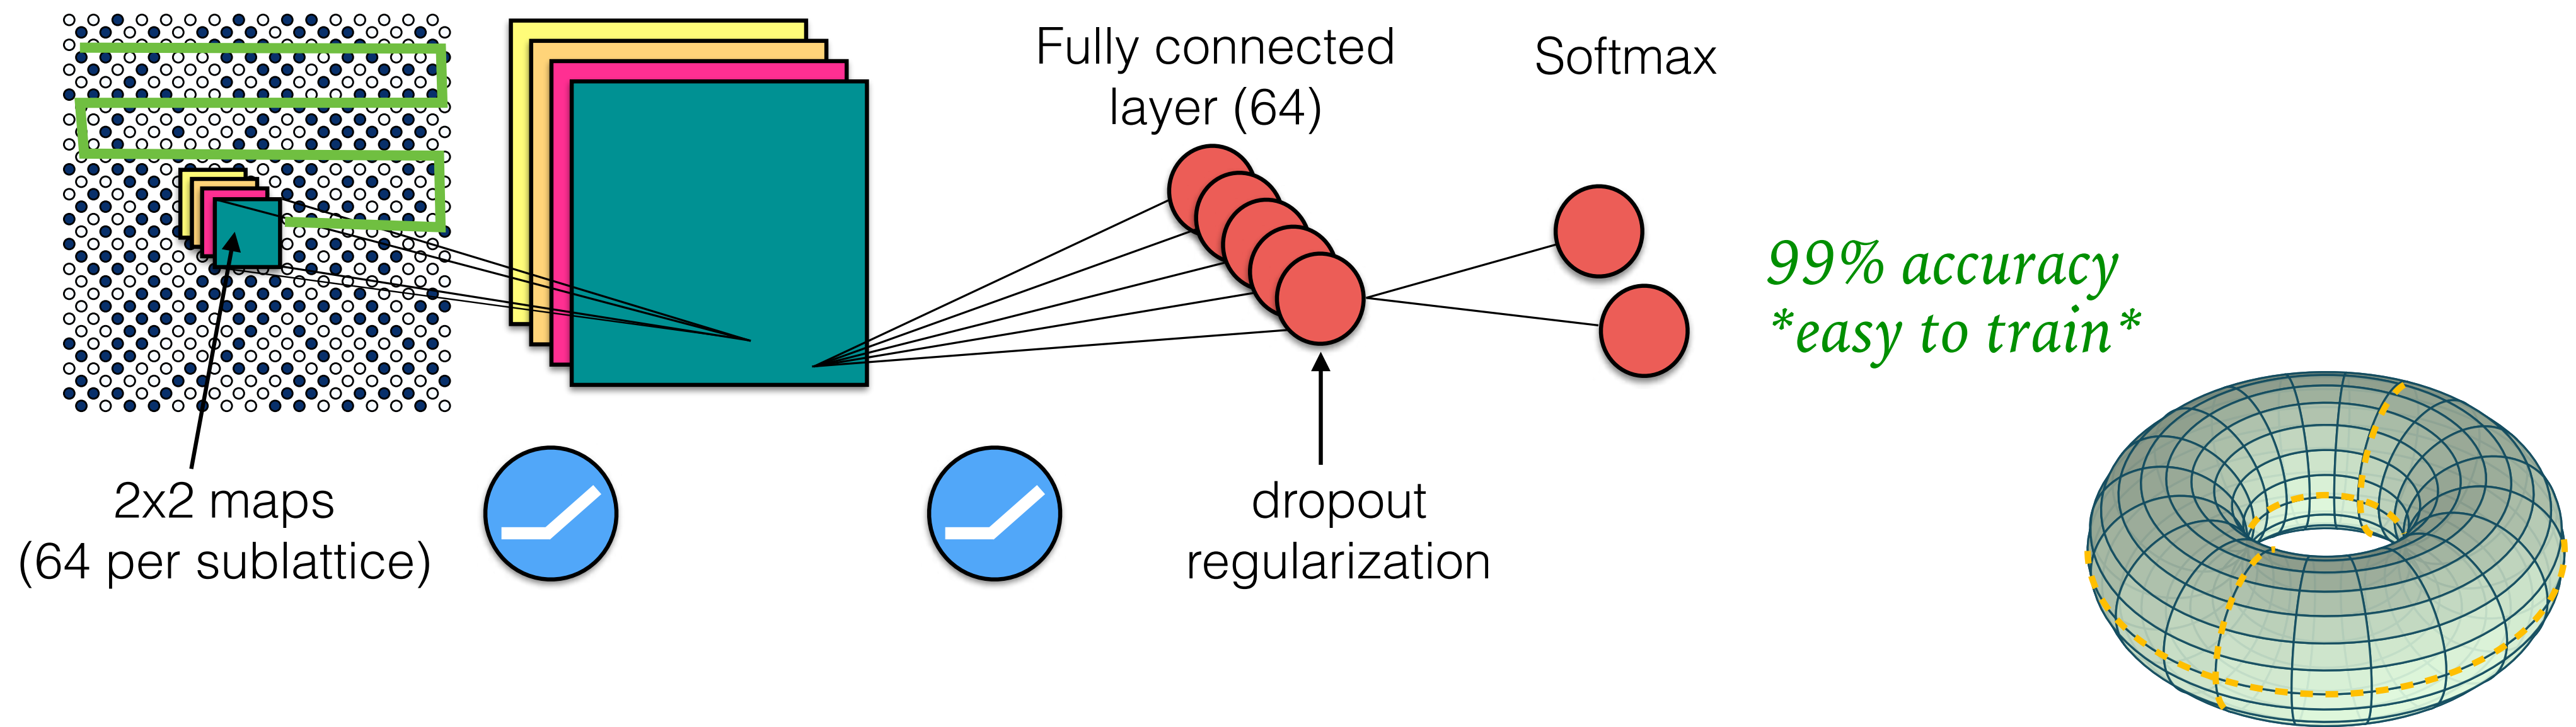 Fully connected
layer (64)
Softmax
99% accuracy
*easy to train*
2x2 maps
(64 per sublattice)
dropout
regularization